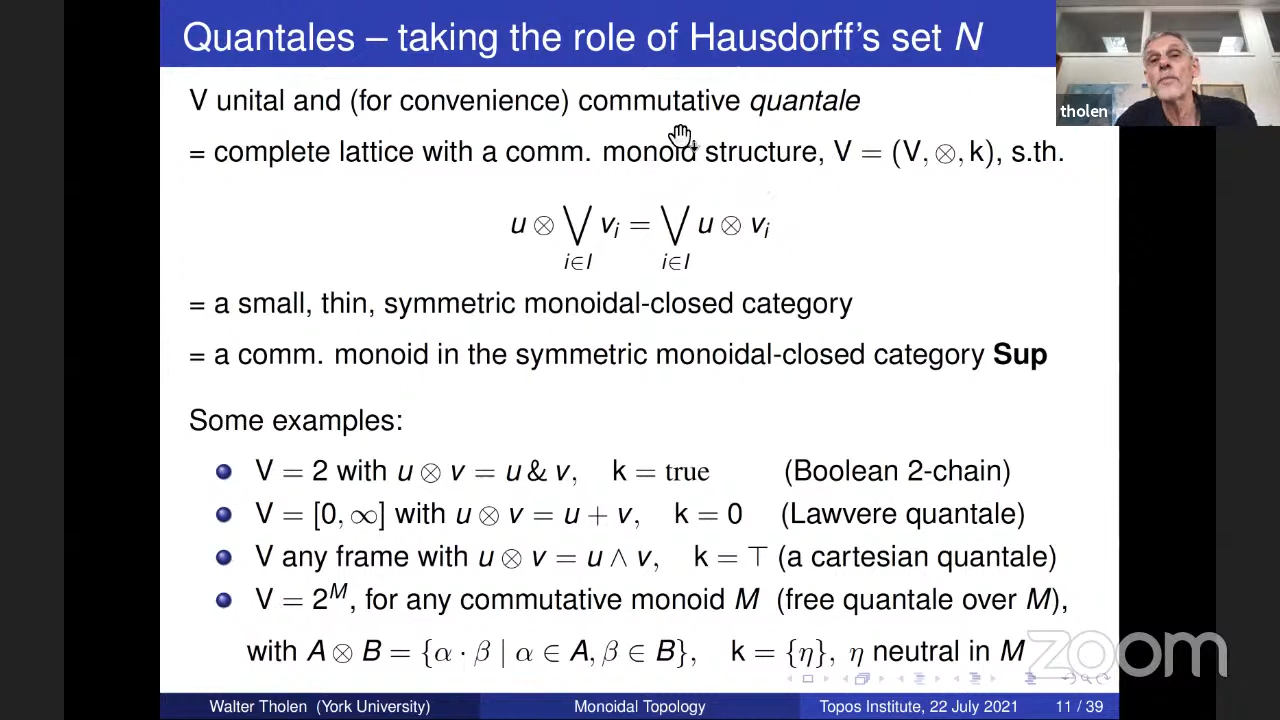 Quantales – taking the role of Hausdorff's set N
V unital and (for convenience) commutative quantale
= complete lattice with a comm. monoid structure, V = (V, ⊗, k), s.th.
u ⊗ ⋁ vᵢ = ⋁ u ⊗ vᵢ
i∈I i∈I
= a small, thin, symmetric monoidal-closed category
= a comm. monoid in the symmetric monoidal-closed category Sup
Some examples:
V = 2 with u ⊗ v = u & v, k = true (Boolean 2-chain)
V = [0, ∞] with u ⊗ v = u + v, k = 0 (Lawvere quantale)
V any frame with u ⊗ v = u ∧ v, k = ⊤ (a cartesian quantale)
V = 2ᴹ, for any commutative monoid M (free quantale over M),
with A ⊗ B = {α · β | α ∈ A, β ∈ B}, k = {η}, η neutral in M
Walter Tholen (York University) Monoidal Topology Topos Institute, 22 July 2021 11 / 39
tholen
zoom